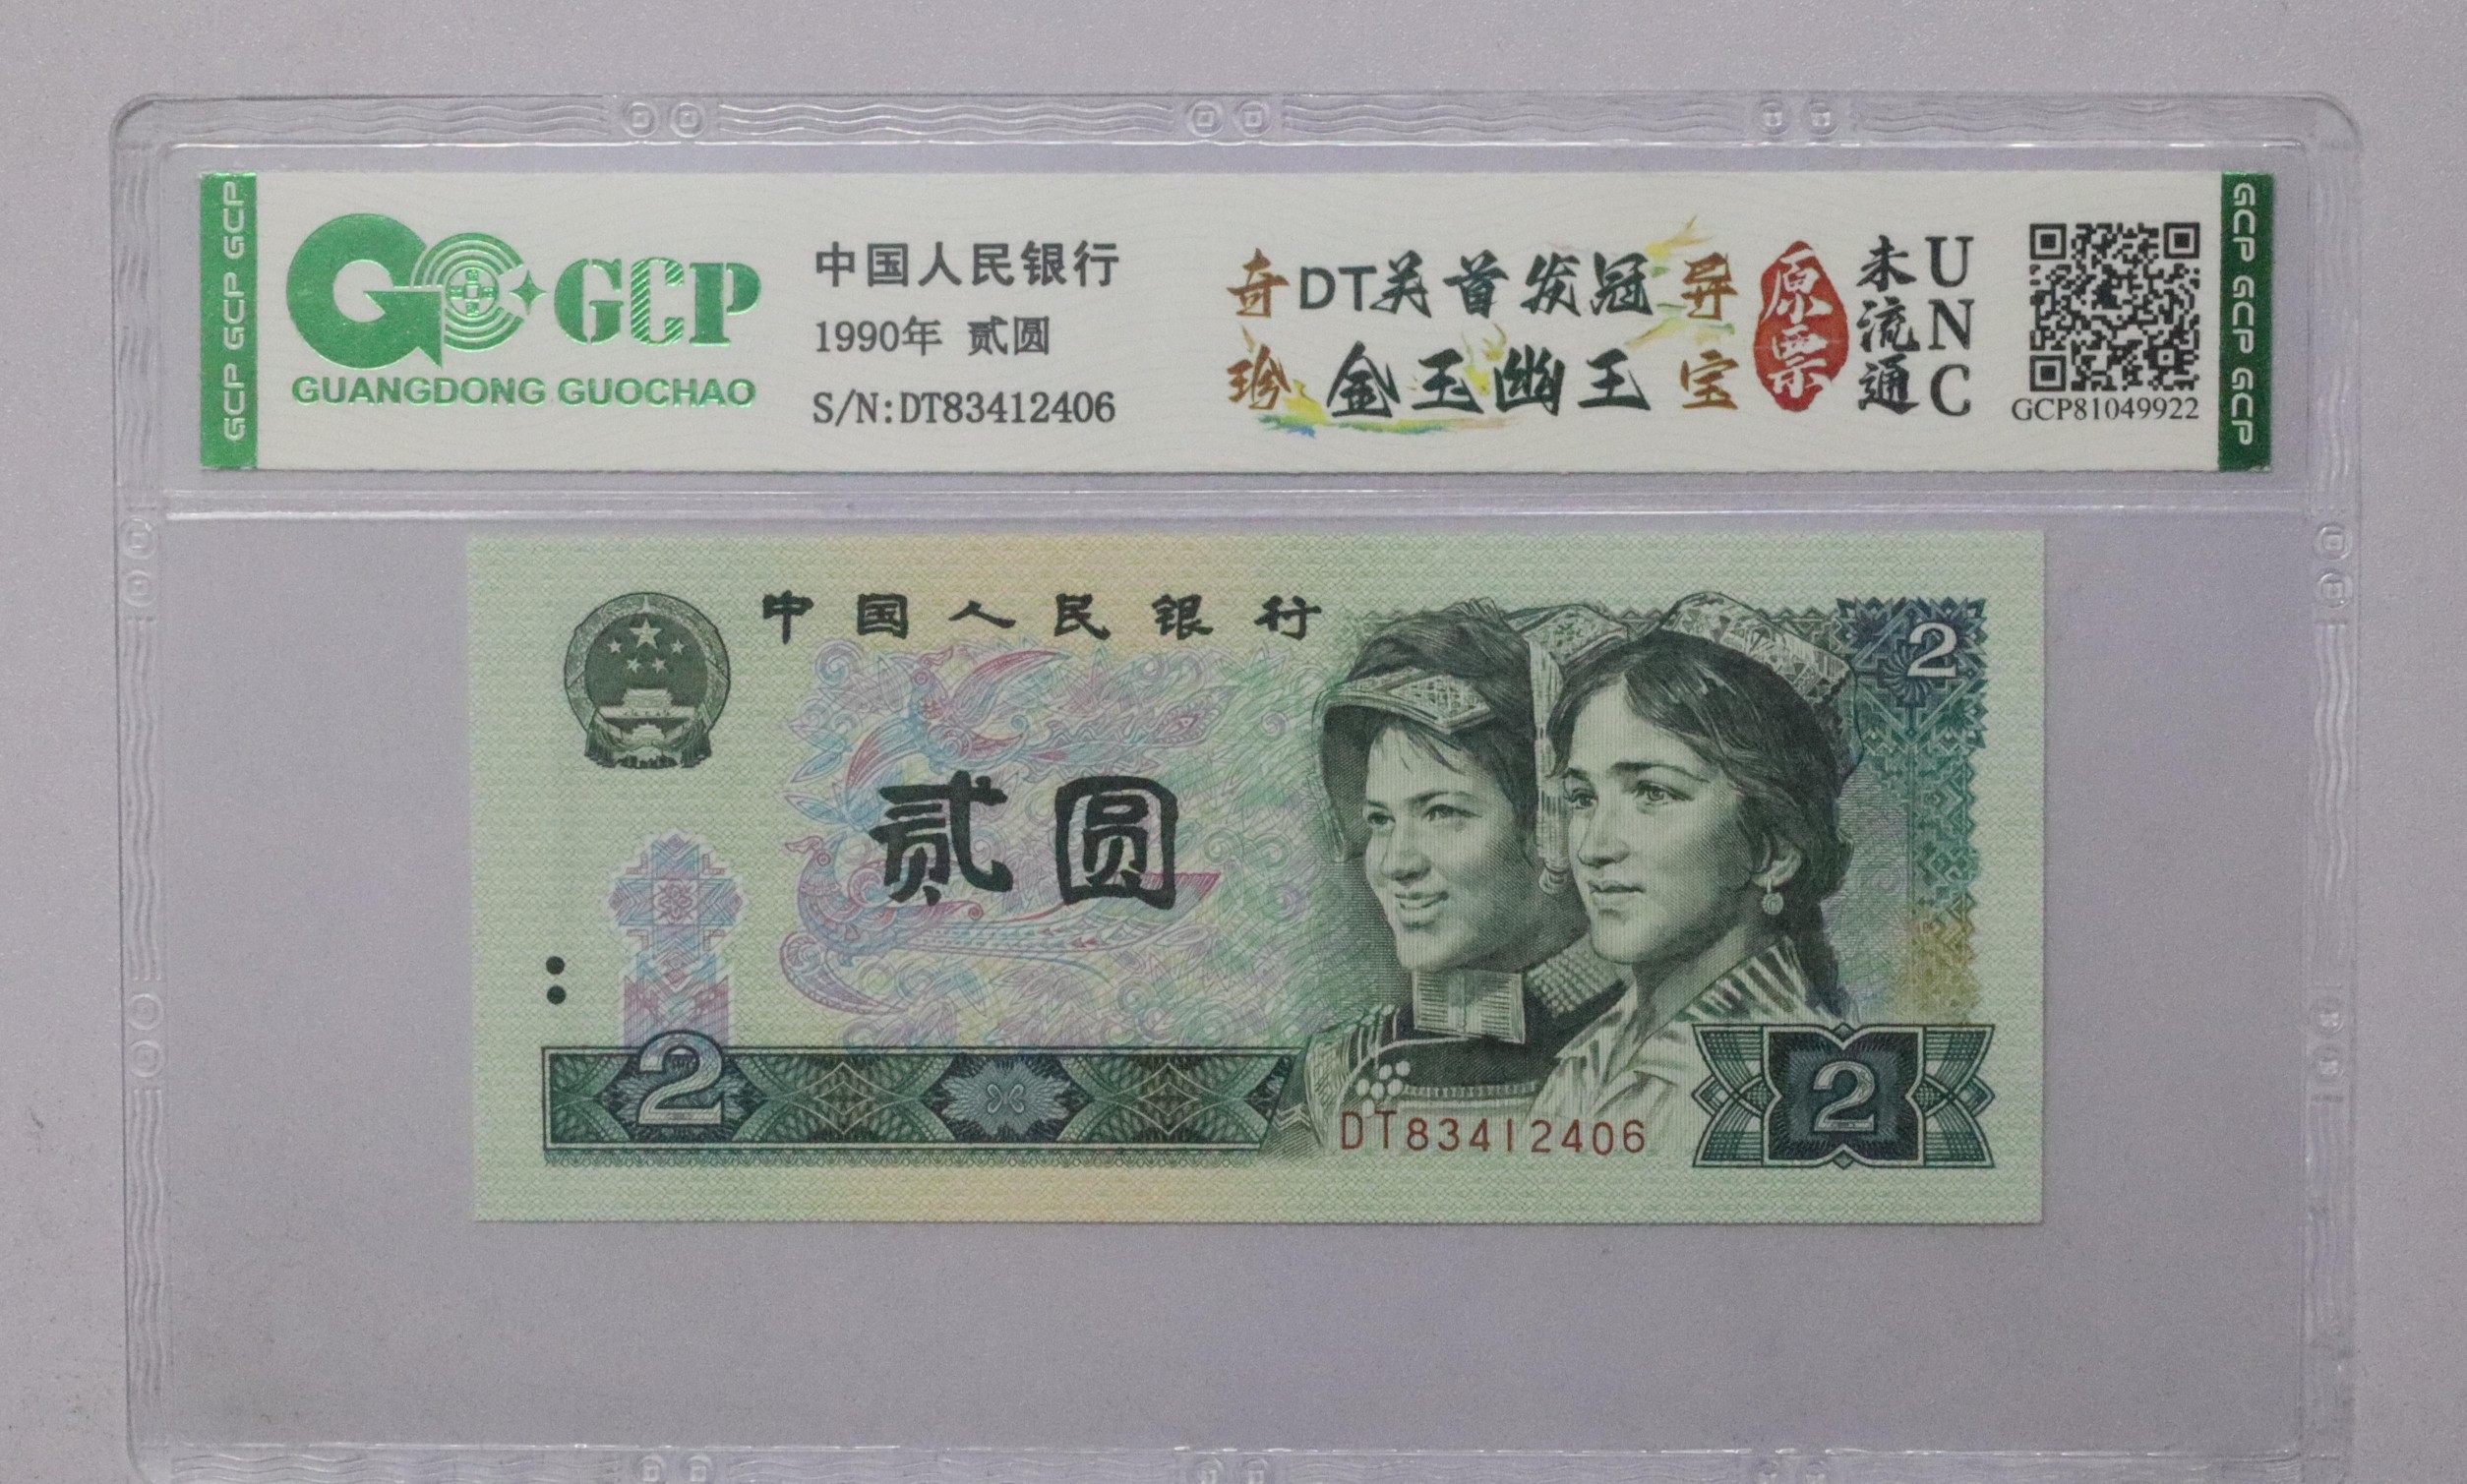 GCP GCP GCP
GCP
GUANGDONG GUOCHAO
中国人民银行
1990年 贰圆
S/N:DT83412406
奇珍
DT关首发冠
金玉幽王
异宝
原票
未流通
UNC
GCP81049922
GCP GCP GCP
中国人民银行
2
贰圆
2
DT83412406
2